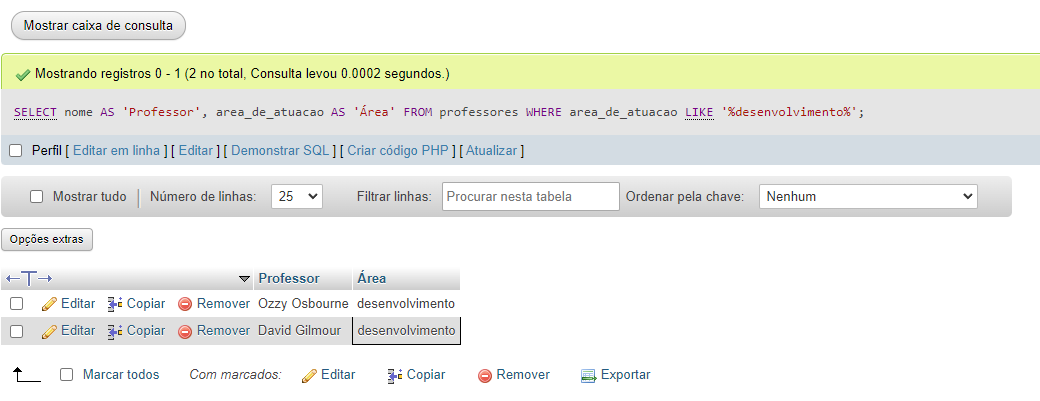 Mostrar caixa de consulta
Mostrando registros 0 - 1 (2 no total, Consulta levou 0.0002 segundos.)
SELECT nome AS 'Professor', area_de_atuacao AS 'Área' FROM professores WHERE area_de_atuacao LIKE '%desenvolvimento%';
Perfil [ Editar em linha ] [ Editar ] [ Demonstrar SQL ] [ Criar código PHP ] [ Atualizar ]
Mostrar tudo Número de linhas: 25 Filtrar linhas: Procurar nesta tabela Ordenar pela chave: Nenhum
Opções extras
Professor Área
Editar Copiar Remover Ozzy Osbourne desenvolvimento
Editar Copiar Remover David Gilmour desenvolvimento
Marcar todos Com marcados: Editar Copiar Remover Exportar